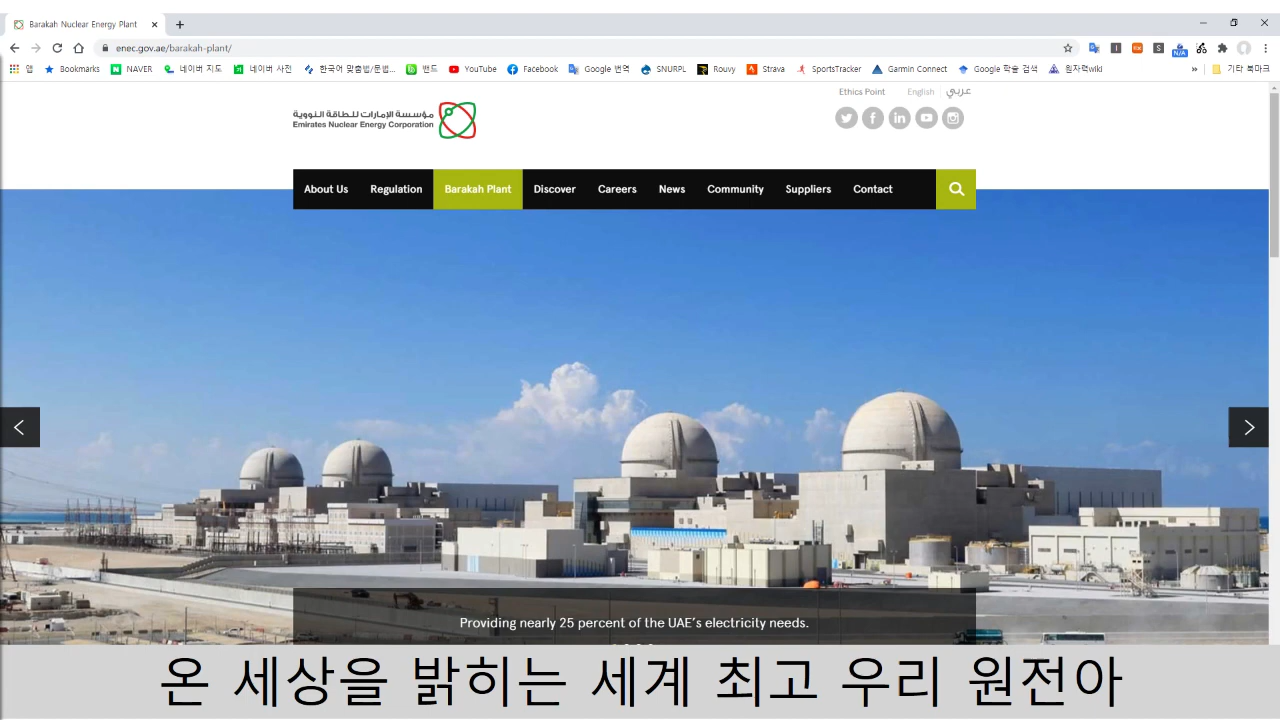 Barakah Nuclear Energy Plant
enec.gov.ae/barakah-plant/
앱 Bookmarks NAVER 네이버 지도 네이버 사전 한국어 맞춤법/문법... 밴드 YouTube Facebook Google 번역 SNURPL Rouvy Strava SportsTracker Garmin Connect Google 학술 검색 원자력wiki » 기타 북마크
Ethics Point English عربي
مؤسسة الإمارات للطاقة النووية
Emirates Nuclear Energy Corporation
About Us Regulation Barakah Plant Discover Careers News Community Suppliers Contact
1
Providing nearly 25 percent of the UAE's electricity needs.
온 세상을 밝히는 세계 최고 우리 원전아